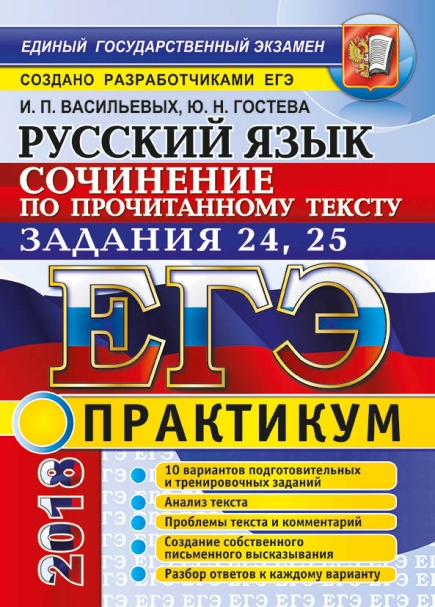 ЕДИНЫЙ ГОСУДАРСТВЕННЫЙ ЭКЗАМЕН
СОЗДАНО РАЗРАБОТЧИКАМИ ЕГЭ
И. П. ВАСИЛЬЕВЫХ, Ю. Н. ГОСТЕВА
РУССКИЙ ЯЗЫК
СОЧИНЕНИЕ
ПО ПРОЧИТАННОМУ ТЕКСТУ
ЗАДАНИЯ 24, 25
ЕГЭ
ПРАКТИКУМ
2018
10 вариантов подготовительных
и тренировочных заданий
Анализ текста
Проблемы текста и комментарий
Создание собственного
письменного высказывания
Разбор ответов к каждому варианту